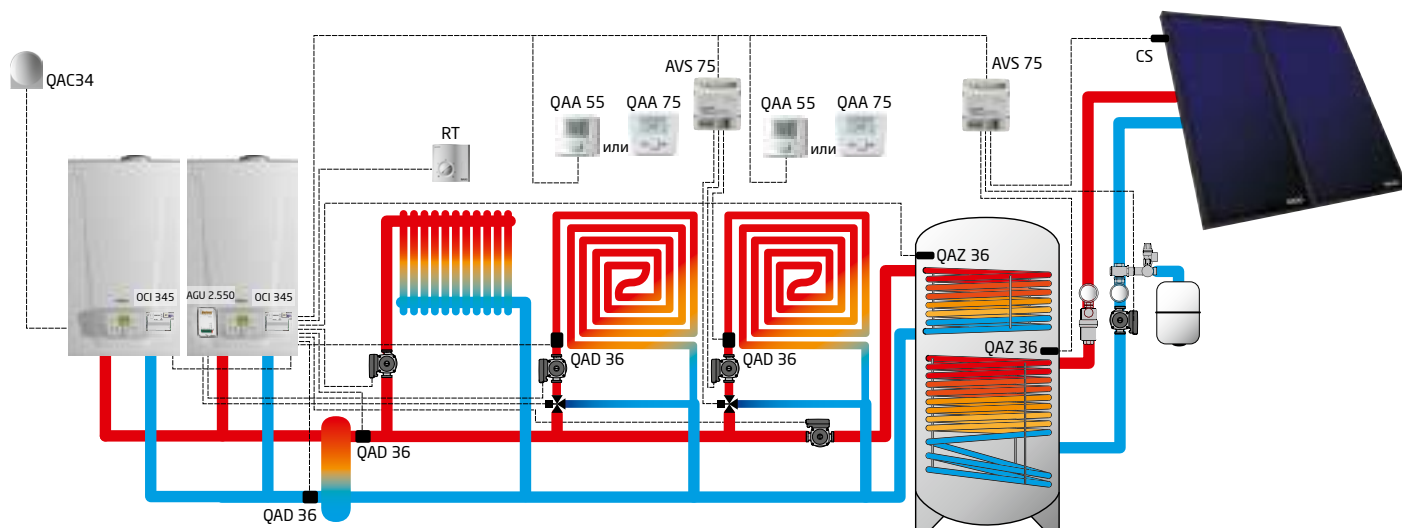 QAC34
AVS 75
AVS 75
CS
QAA 55
или
QAA 75
QAA 55
или
QAA 75
RT
OCI 345
AGU 2.550
OCI 345
QAZ 36
QAD 36
QAD 36
QAZ 36
QAD 36
QAD 36